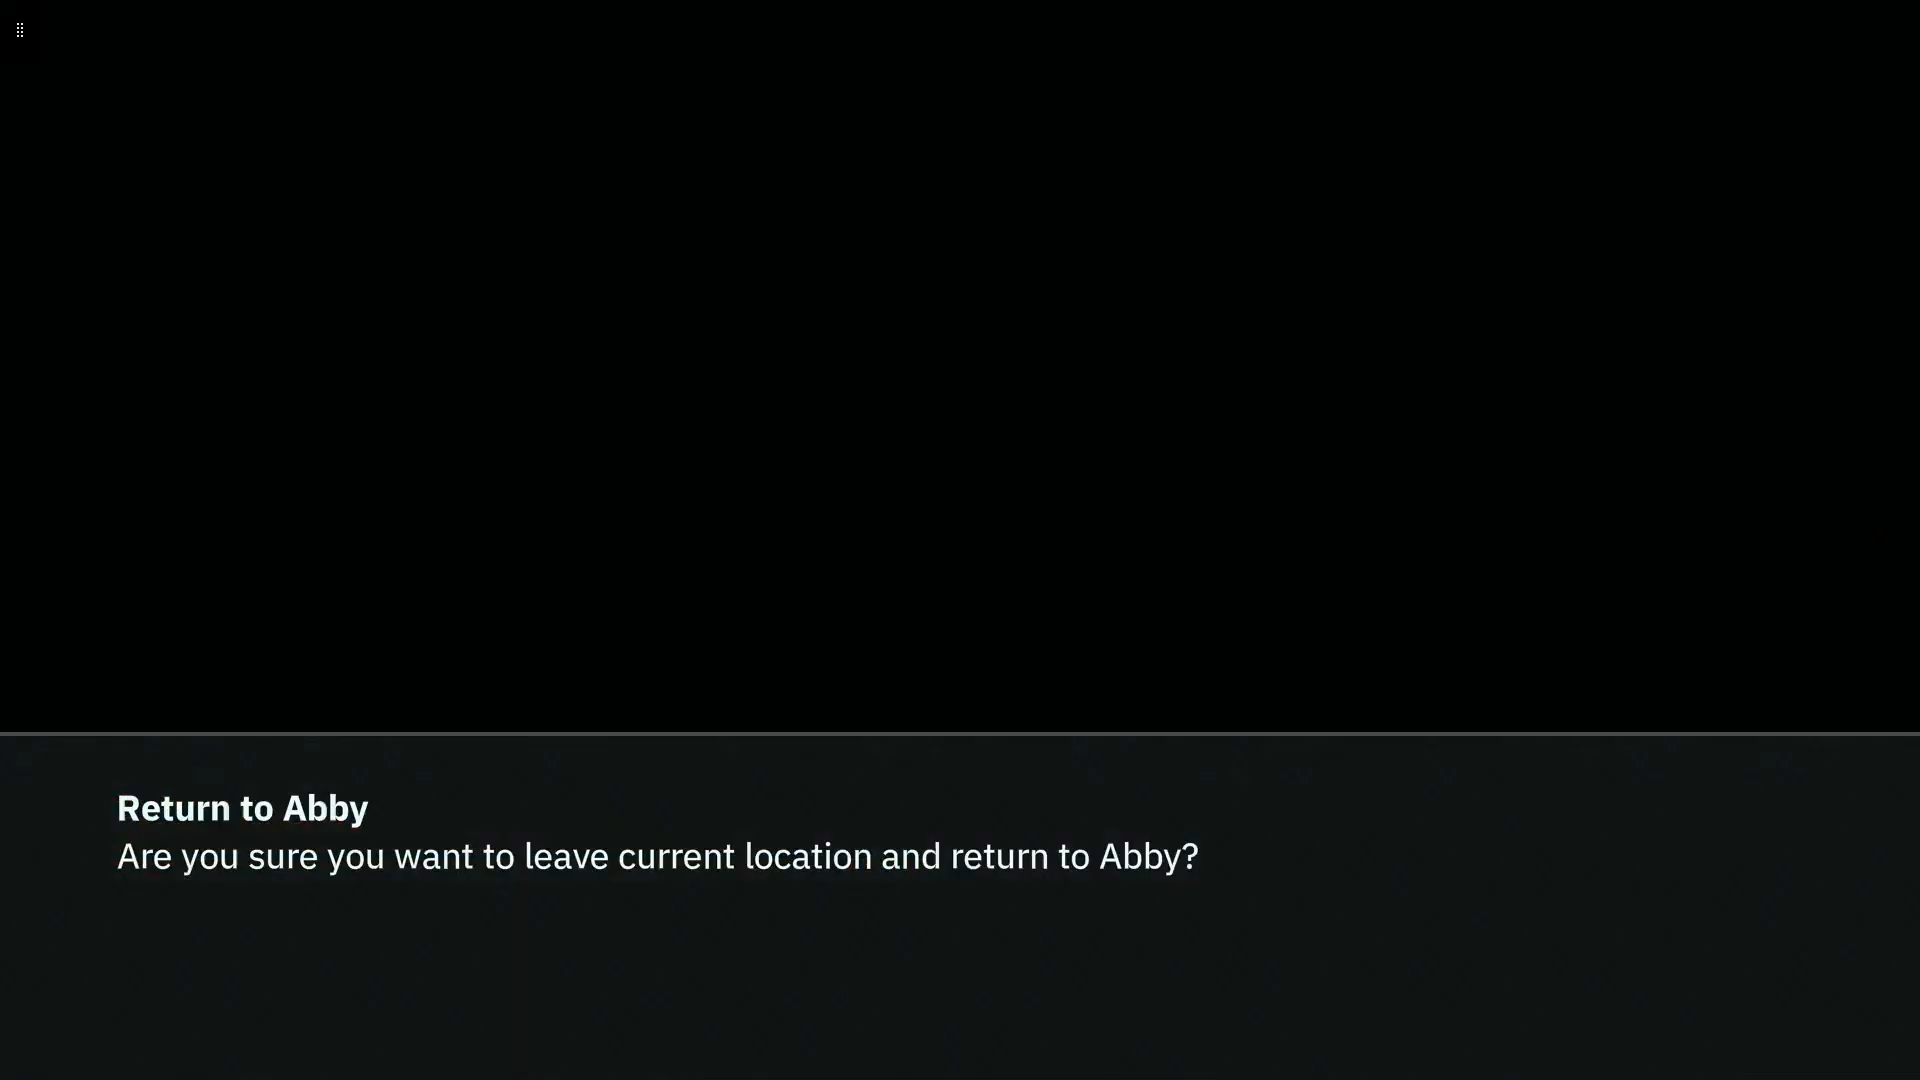 Return to Abby
Are you sure you want to leave current location and return to Abby?